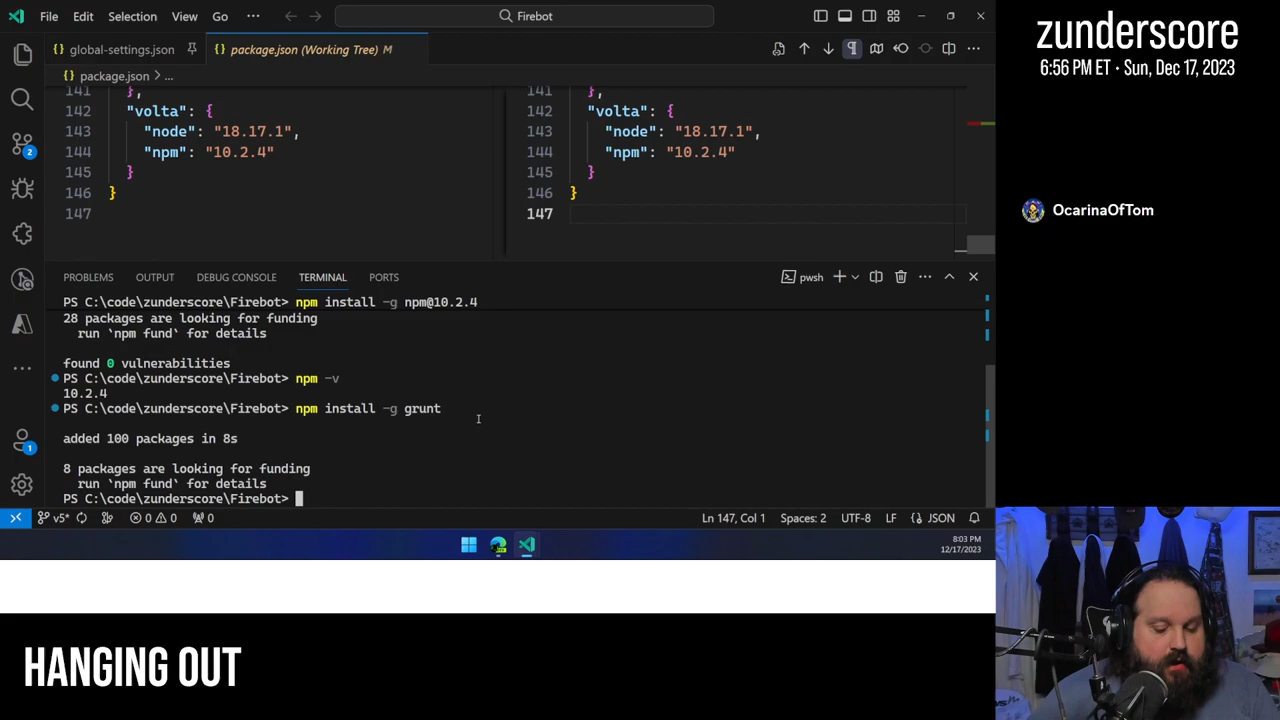 File Edit Selection View Go ··· Firebot
zunderscore
6:56 PM ET · Sun, Dec 17, 2023
global-settings.json
package.json (Working Tree) M
package.json > ...
141 },
142 "volta": {
143 "node": "18.17.1",
144 "npm": "10.2.4"
145 }
146 }
147
141 },
142 "volta": {
143 "node": "18.17.1",
144 "npm": "10.2.4"
145 }
146 }
147
OcarinaOfTom
PROBLEMS OUTPUT DEBUG CONSOLE TERMINAL PORTS
pwsh
PS C:\code\zunderscore\Firebot> npm install -g npm@10.2.4
28 packages are looking for funding
run `npm fund` for details
found 0 vulnerabilities
PS C:\code\zunderscore\Firebot> npm -v
10.2.4
PS C:\code\zunderscore\Firebot> npm install -g grunt
added 100 packages in 8s
8 packages are looking for funding
run `npm fund` for details
PS C:\code\zunderscore\Firebot>
2
1
v5* 0 0 0 Ln 147, Col 1 Spaces: 2 UTF-8 LF {} JSON
8:03 PM
12/17/2023
HANGING OUT